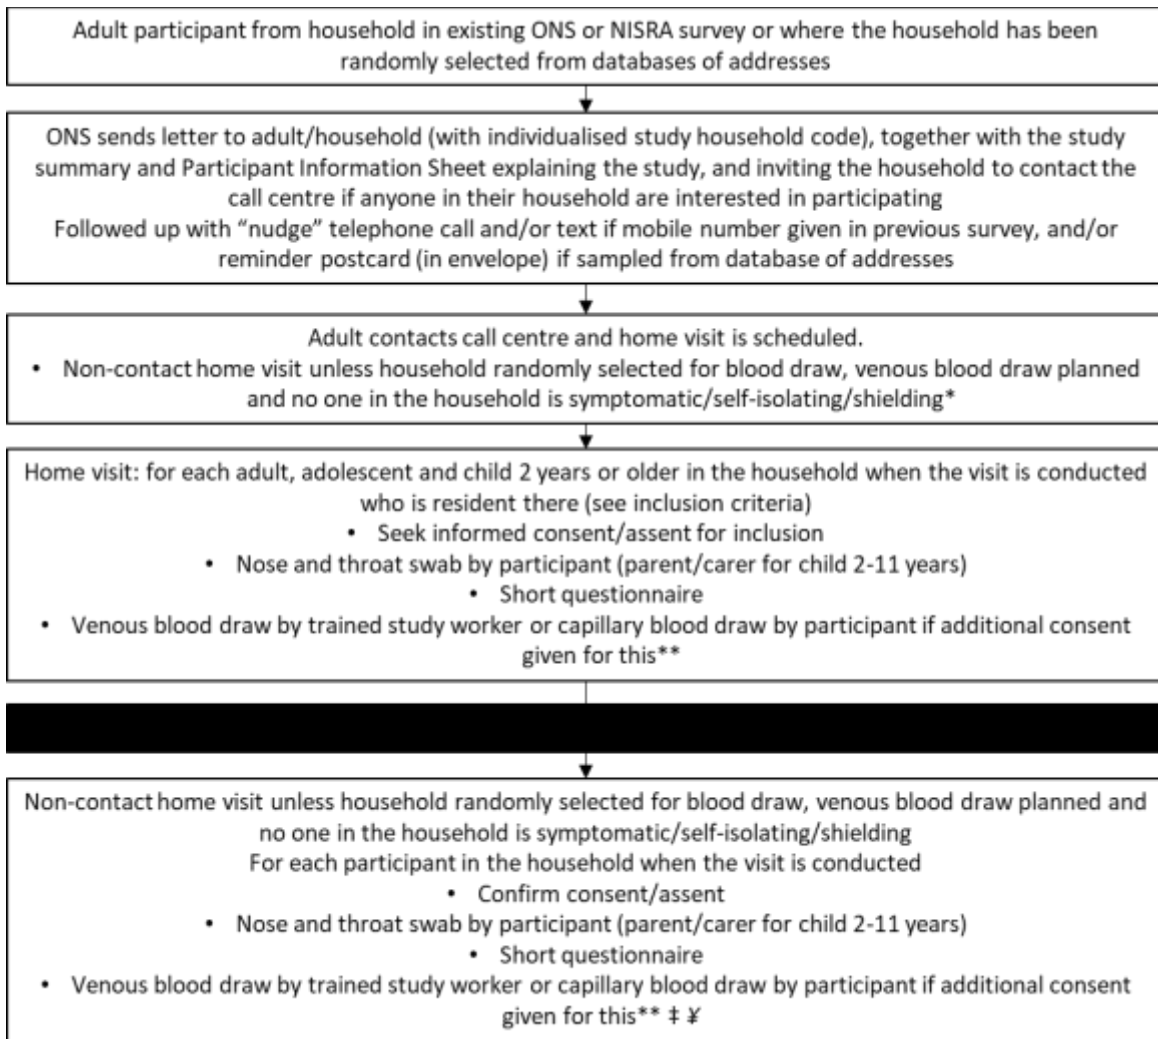 Adult participant from household in existing ONS or NISRA survey or where the household has been
randomly selected from databases of addresses
ONS sends letter to adult/household (with individualised study household code), together with the study
summary and Participant Information Sheet explaining the study, and inviting the household to contact the
call centre if anyone in their household are interested in participating
Followed up with “nudge” telephone call and/or text if mobile number given in previous survey, and/or
reminder postcard (in envelope) if sampled from database of addresses
Adult contacts call centre and home visit is scheduled.
• Non-contact home visit unless household randomly selected for blood draw, venous blood draw planned
and no one in the household is symptomatic/self-isolating/shielding*
Home visit: for each adult, adolescent and child 2 years or older in the household when the visit is conducted
who is resident there (see inclusion criteria)
• Seek informed consent/assent for inclusion
• Nose and throat swab by participant (parent/carer for child 2-11 years)
• Short questionnaire
• Venous blood draw by trained study worker or capillary blood draw by participant if additional consent
given for this**
Non-contact home visit unless household randomly selected for blood draw, venous blood draw planned and
no one in the household is symptomatic/self-isolating/shielding
For each participant in the household when the visit is conducted
• Confirm consent/assent
• Nose and throat swab by participant (parent/carer for child 2-11 years)
• Short questionnaire
• Venous blood draw by trained study worker or capillary blood draw by participant if additional consent
given for this** ‡ ¥